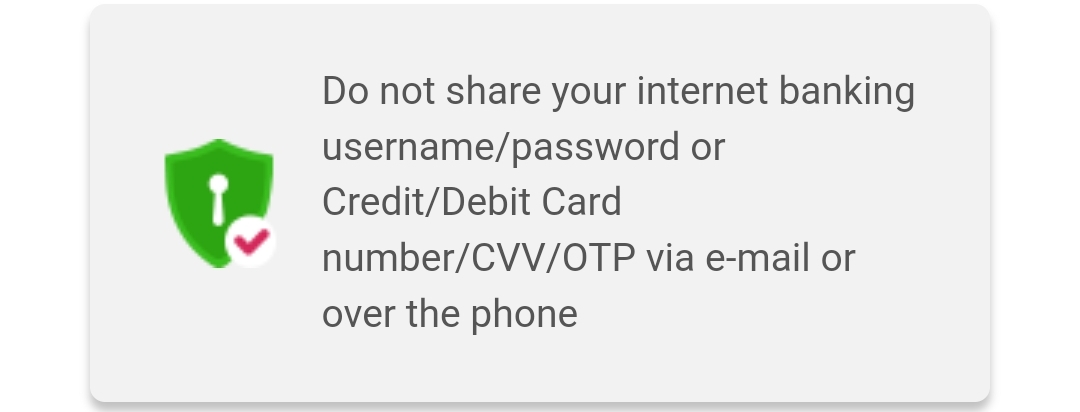 Do not share your internet banking
username/password or
Credit/Debit Card
number/CVV/OTP via e-mail or
over the phone